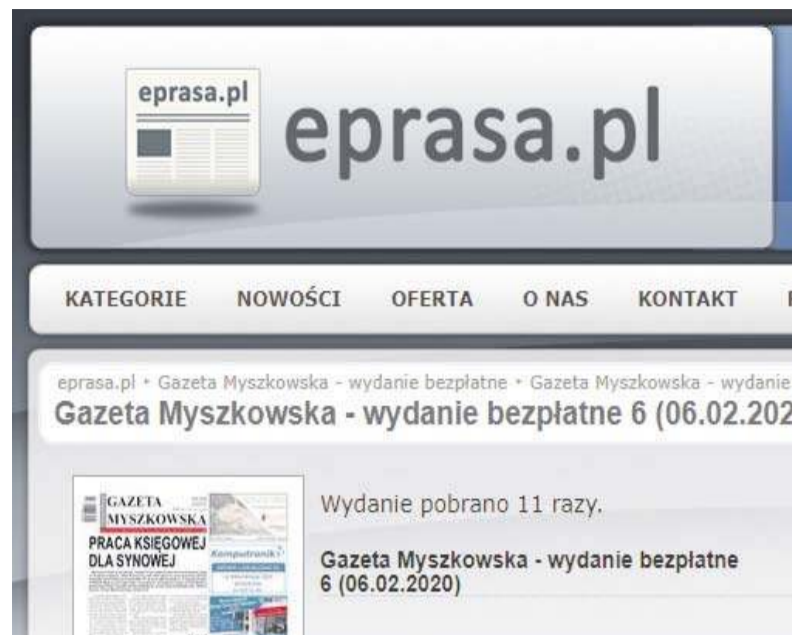 eprasa.pl
eprasa.pl
KATEGORIE NOWOŚCI OFERTA O NAS KONTAKT
eprasa.pl • Gazeta Myszkowska - wydanie bezpłatne • Gazeta Myszkowska - wydanie
Gazeta Myszkowska - wydanie bezpłatne 6 (06.02.202
GAZETA
MYSZKOWSKA
PRACA KSIĘGOWEJ
DLA SYNOWEJ
Komputronik
Wydanie pobrano 11 razy.
Gazeta Myszkowska - wydanie bezpłatne
6 (06.02.2020)